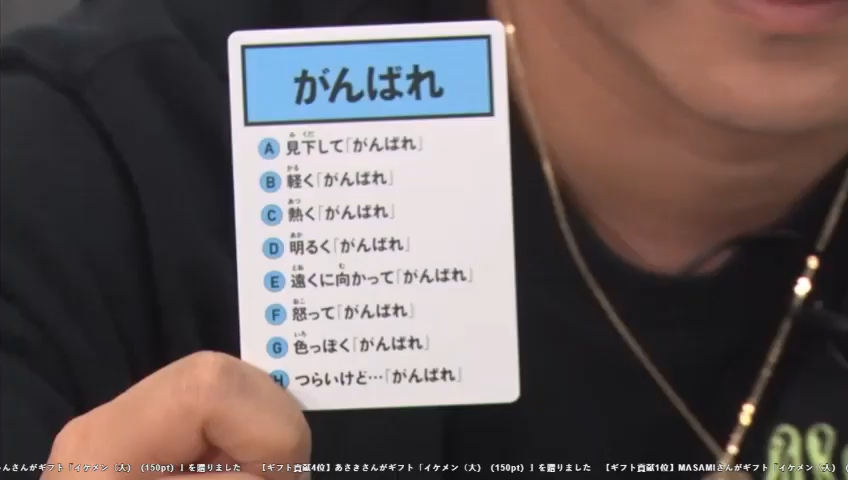 がんばれ
A 見下して「がんばれ」
B 軽く「がんばれ」
C 熱く「がんばれ」
D 明るく「がんばれ」
E 遠くに向かって「がんばれ」
F 怒って「がんばれ」
G 色っぽく「がんばれ」
H つらいけど…「がんばれ」
んさんがギフト「イケメン（大） (150pt) 」を贈りました 【ギフト貢献4位】あさきさんがギフト「イケメン（大） (150pt) 」を贈りました 【ギフト貢献1位】MASAMIさんがギフト「イケメン（大） (